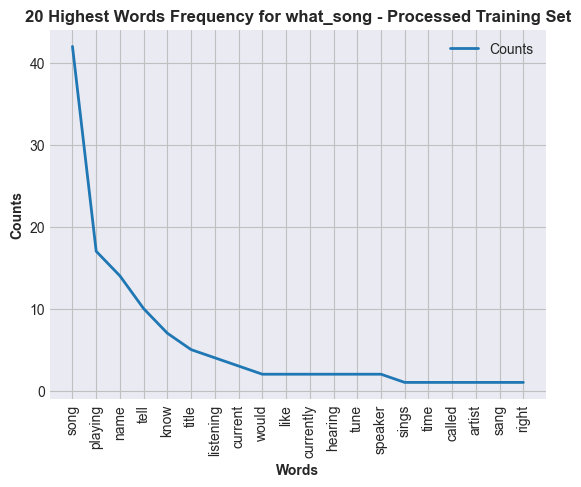 20 Highest Words Frequency for what_song - Processed Training Set
Counts
40
30
20
10
0
Counts
song
playing
name
tell
know
title
listening
current
would
like
currently
hearing
tune
speaker
sings
time
called
artist
sang
right
Words